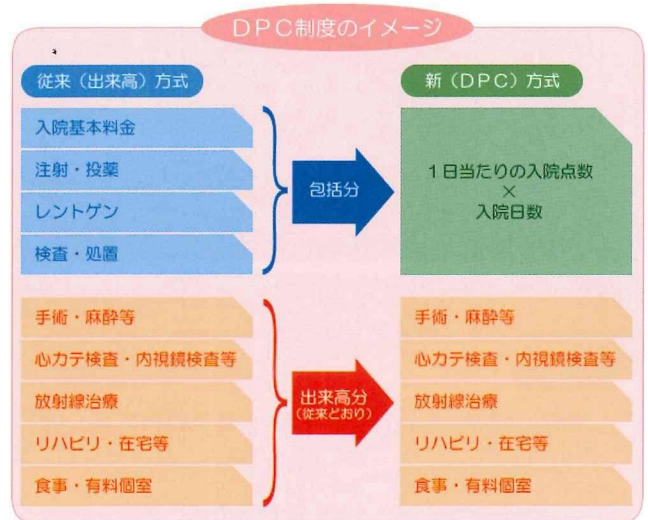 DPC制度のイメージ
従来（出来高）方式
入院基本料金
注射・投薬
レントゲン
検査・処置
包括分
新（DPC）方式
1日当たりの入院点数
×
入院日数
手術・麻酔等
心カテ検査・内視鏡検査等
放射線治療
リハビリ・在宅等
食事・有料個室
出来高分
（従来どおり）
手術・麻酔等
心カテ検査・内視鏡検査等
放射線治療
リハビリ・在宅等
食事・有料個室